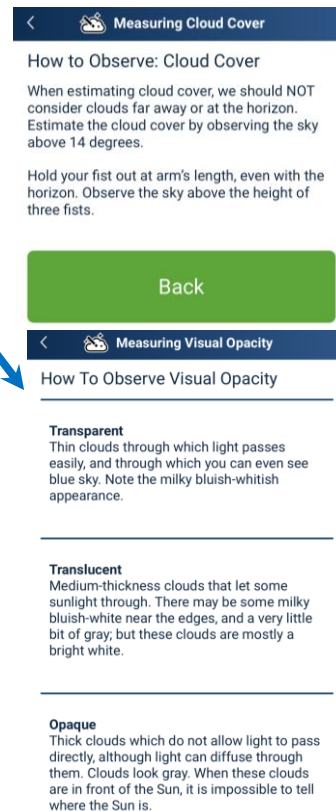 Measuring Cloud Cover
How to Observe: Cloud Cover
When estimating cloud cover, we should NOT
consider clouds far away or at the horizon.
Estimate the cloud cover by observing the sky
above 14 degrees.
Hold your fist out at arm's length, even with the
horizon. Observe the sky above the height of
three fists.
Back
Measuring Visual Opacity
How To Observe Visual Opacity
Transparent
Thin clouds through which light passes
easily, and through which you can even see
blue sky. Note the milky bluish-whitish
appearance.
Translucent
Medium-thickness clouds that let some
sunlight through. There may be some milky
bluish-white near the edges, and a very little
bit of gray; but these clouds are mostly a
bright white.
Opaque
Thick clouds which do not allow light to pass
directly, although light can diffuse through
them. Clouds look gray. When these clouds
are in front of the Sun, it is impossible to tell
where the Sun is.